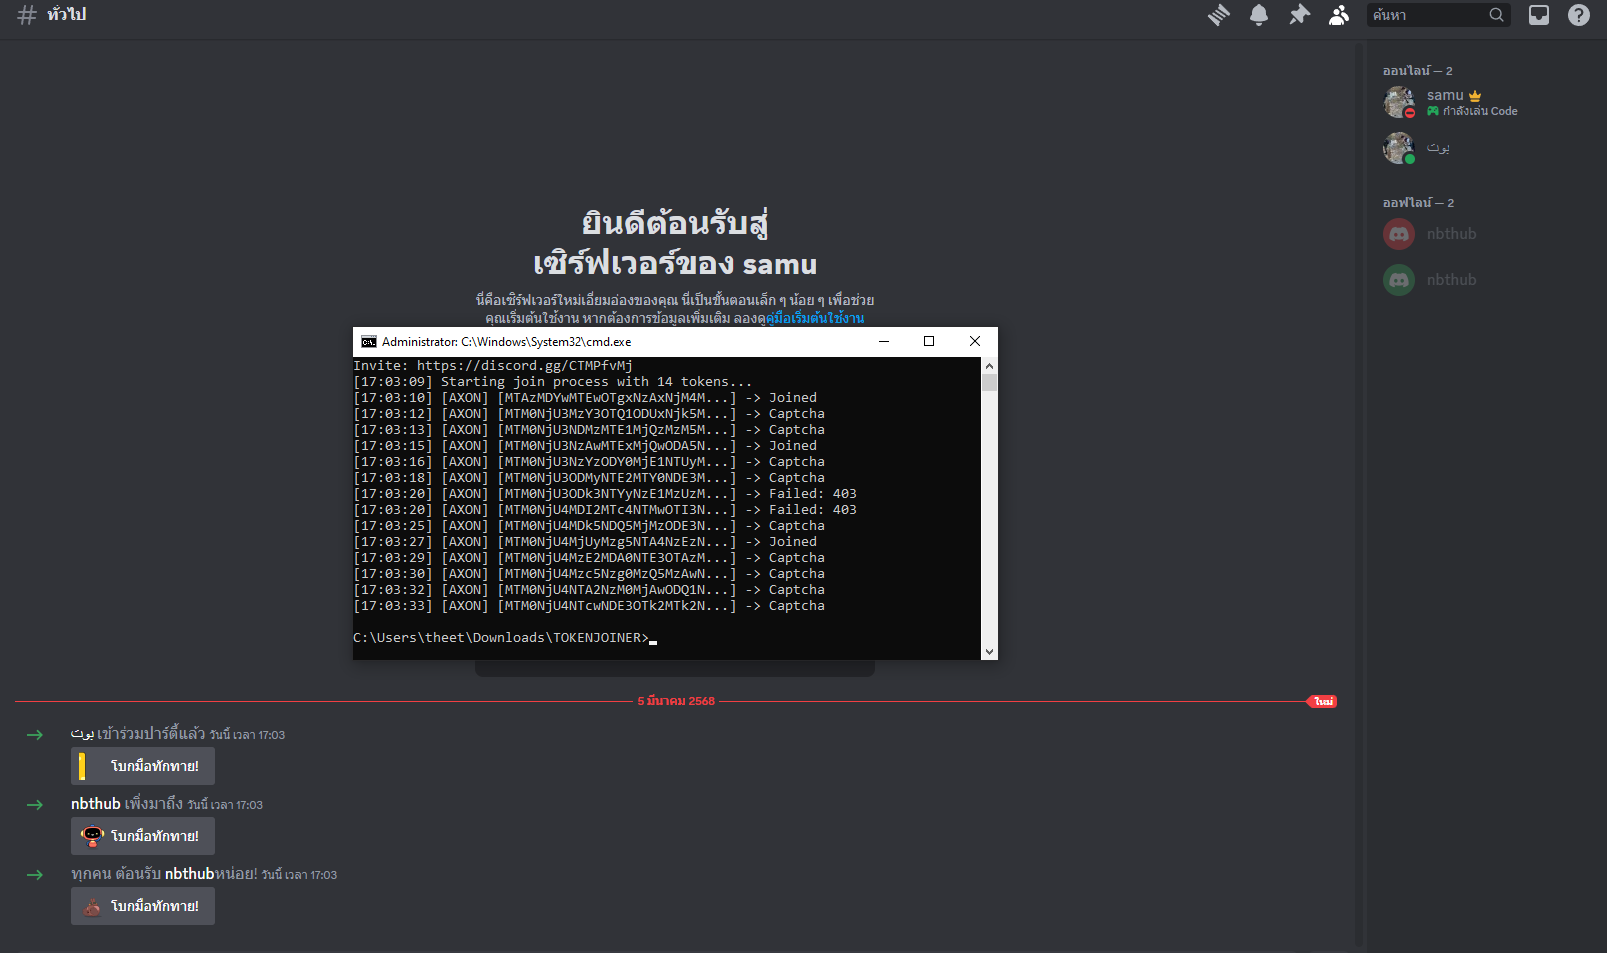 ทั่วไป
ค้นหา
ออนไลน์ — 2
samu
กำลังเล่น Code
بوت
ออฟไลน์ — 2
nbthub
nbthub
ยินดีต้อนรับสู่
เซิร์ฟเวอร์ของ samu
นี่คือเซิร์ฟเวอร์ใหม่เอี่ยมอ่องของคุณ นี่เป็นขั้นตอนเล็ก ๆ น้อย ๆ เพื่อช่วย
คุณเริ่มต้นใช้งาน หากต้องการข้อมูลเพิ่มเติม ลองดูคู่มือเริ่มต้นใช้งาน
Administrator: C:\Windows\System32\cmd.exe
Invite: https://discord.gg/CTMPfvMj
[17:03:09] Starting join process with 14 tokens...
[17:03:10] [AXON] [MTAzMDYwMTEwOTgxNzAxNjM4M...] -> Joined
[17:03:12] [AXON] [MTM0NjU3MzY3OTQ1ODUxNjk5M...] -> Captcha
[17:03:13] [AXON] [MTM0NjU3NDMzMTE1MjQzMzM5M...] -> Captcha
[17:03:15] [AXON] [MTM0NjU3NzAwMTExMjQwODA5N...] -> Joined
[17:03:16] [AXON] [MTM0NjU3NzYzODY0MjE1NTUyM...] -> Captcha
[17:03:18] [AXON] [MTM0NjU3ODMyNTE2MTY0NDE3M...] -> Captcha
[17:03:20] [AXON] [MTM0NjU3ODk3NTYyNzE1MzUzM...] -> Failed: 403
[17:03:20] [AXON] [MTM0NjU4MDI2MTc4NTMwOTI3N...] -> Failed: 403
[17:03:25] [AXON] [MTM0NjU4MDk5NDQ5MjMzODE3N...] -> Captcha
[17:03:27] [AXON] [MTM0NjU4MjUyMzg5NTA4NzEzN...] -> Joined
[17:03:29] [AXON] [MTM0NjU4MzE2MDA0NTE3OTAzM...] -> Captcha
[17:03:30] [AXON] [MTM0NjU4Mzc5Nzg0MzQ5MzAwN...] -> Captcha
[17:03:32] [AXON] [MTM0NjU4NTA2NzM0MjAwODQ1N...] -> Captcha
[17:03:33] [AXON] [MTM0NjU4NTcwNDE3OTk2MTk2N...] -> Captcha
C:\Users\theet\Downloads\TOKENJOINER>
5 มีนาคม 2568
ใหม่
بوت เข้าร่วมปาร์ตี้แล้ว วันนี้ เวลา 17:03
โบกมือทักทาย!
nbthub เพิ่งมาถึง วันนี้ เวลา 17:03
โบกมือทักทาย!
ทุกคน ต้อนรับ nbthubหน่อย! วันนี้ เวลา 17:03
โบกมือทักทาย!